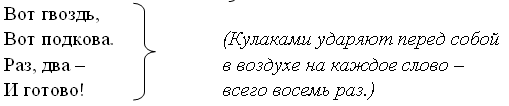 Вот гвоздь,
Вот подкова.
Раз, два –
И готово!
(Кулаками ударяют перед собой
в воздухе на каждое слово –
всего восемь раз.)